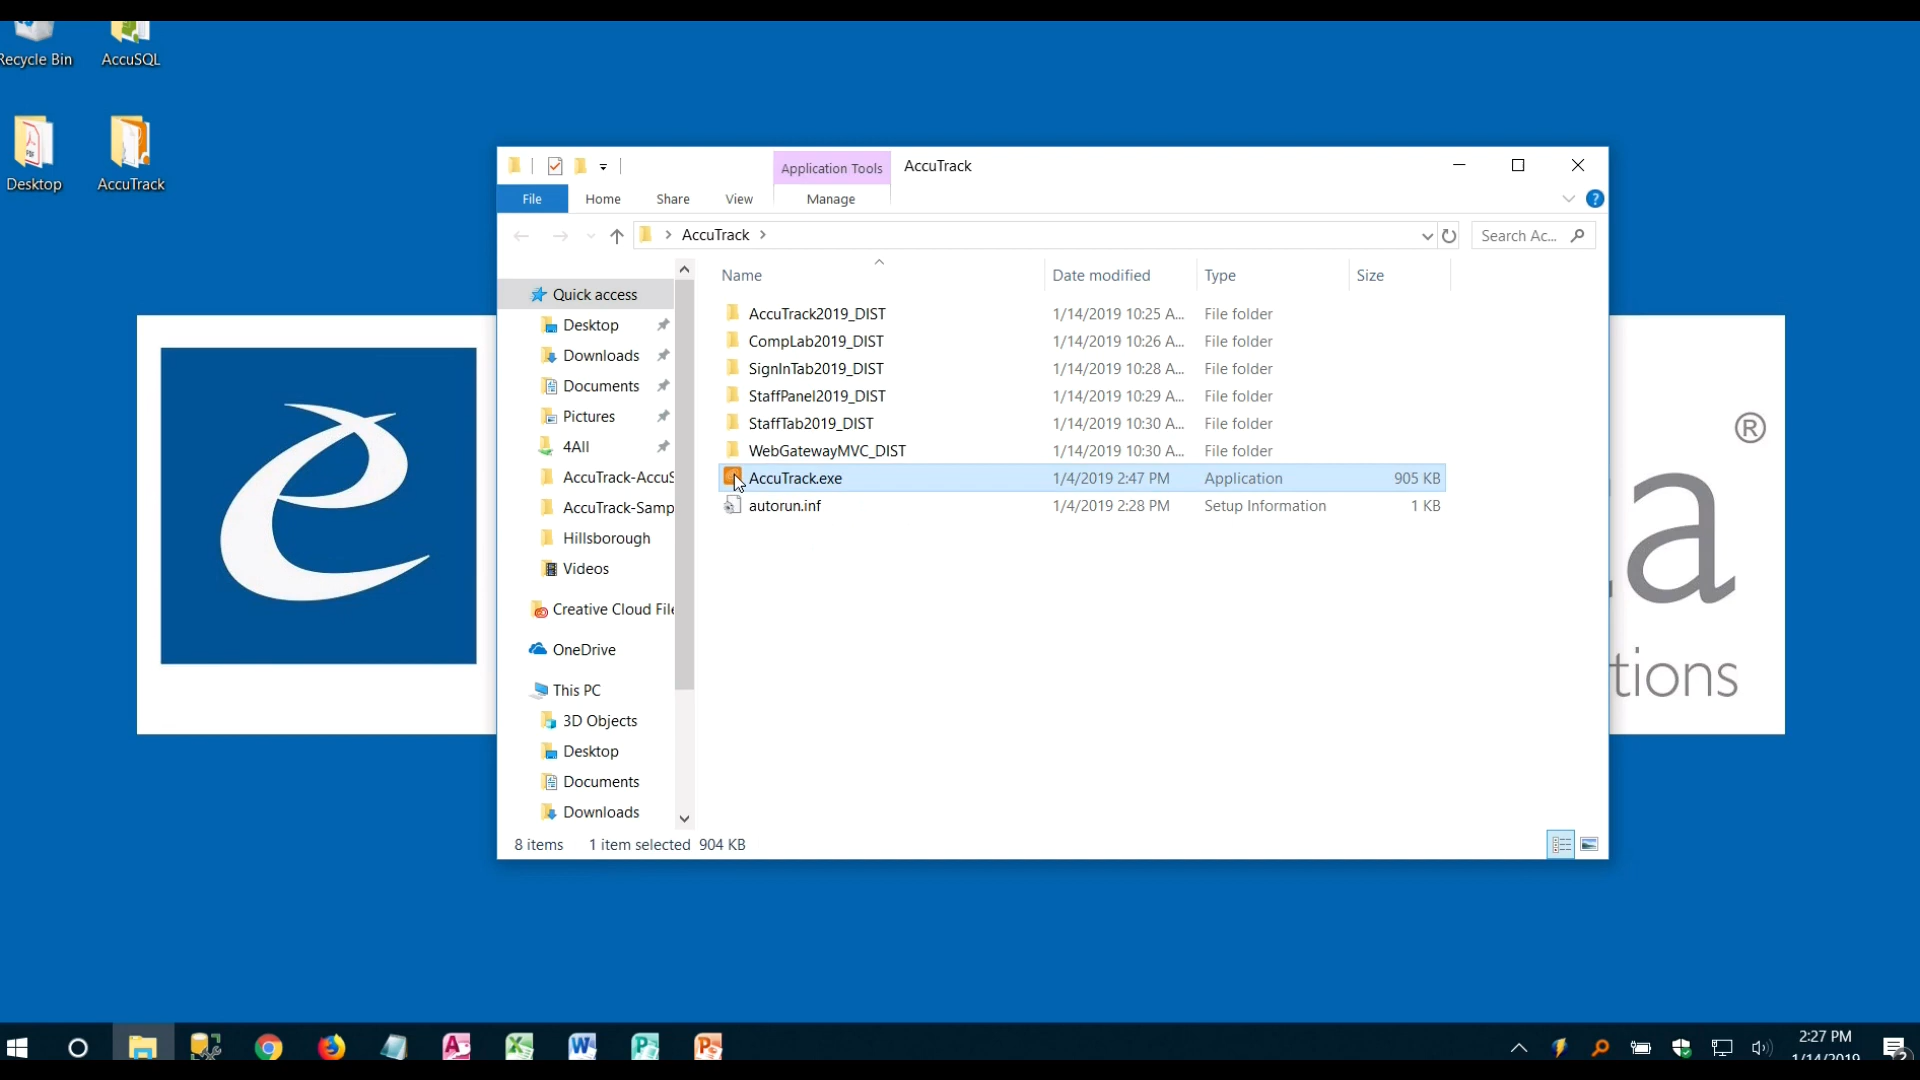 Recycle Bin
AccuSQL
Desktop
AccuTrack
Application Tools
AccuTrack
File
Home
Share
View
Manage
AccuTrack
Search Ac...
Name
Date modified
Type
Size
Quick access
Desktop
Downloads
Documents
Pictures
4All
AccuTrack-AccuS
AccuTrack-Samp
Hillsborough
Videos
Creative Cloud File
OneDrive
This PC
3D Objects
Desktop
Documents
Downloads
AccuTrack2019_DIST 1/14/2019 10:25 A... File folder
CompLab2019_DIST 1/14/2019 10:26 A... File folder
SignInTab2019_DIST 1/14/2019 10:28 A... File folder
StaffPanel2019_DIST 1/14/2019 10:29 A... File folder
StaffTab2019_DIST 1/14/2019 10:30 A... File folder
WebGatewayMVC_DIST 1/14/2019 10:30 A... File folder
AccuTrack.exe 1/4/2019 2:47 PM Application 905 KB
autorun.inf 1/4/2019 2:28 PM Setup Information 1 KB
8 items 1 item selected 904 KB
®
a
tions
2:27 PM
1/14/2019
2